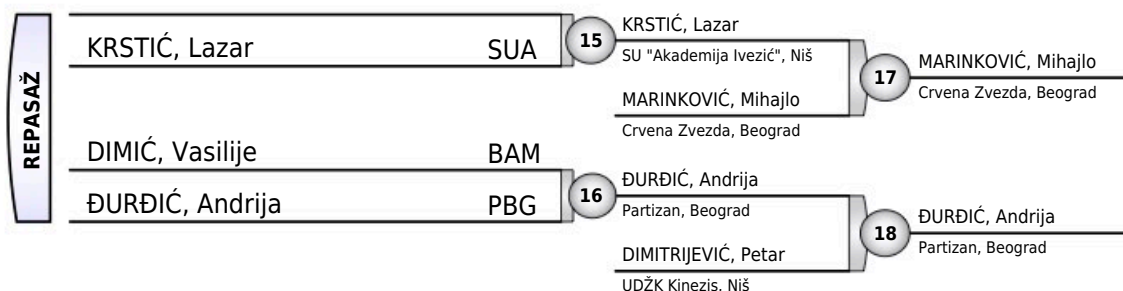 REPASAŽ
KRSTIĆ, Lazar SUA
DIMIĆ, Vasilije BAM
ĐURĐIĆ, Andrija PBG
15
KRSTIĆ, Lazar
SU "Akademija Ivezić", Niš
MARINKOVIĆ, Mihajlo
Crvena Zvezda, Beograd
16
ĐURĐIĆ, Andrija
Partizan, Beograd
DIMITRIJEVIĆ, Petar
UDŽK Kinezis, Niš
17
MARINKOVIĆ, Mihajlo
Crvena Zvezda, Beograd
18
ĐURĐIĆ, Andrija
Partizan, Beograd